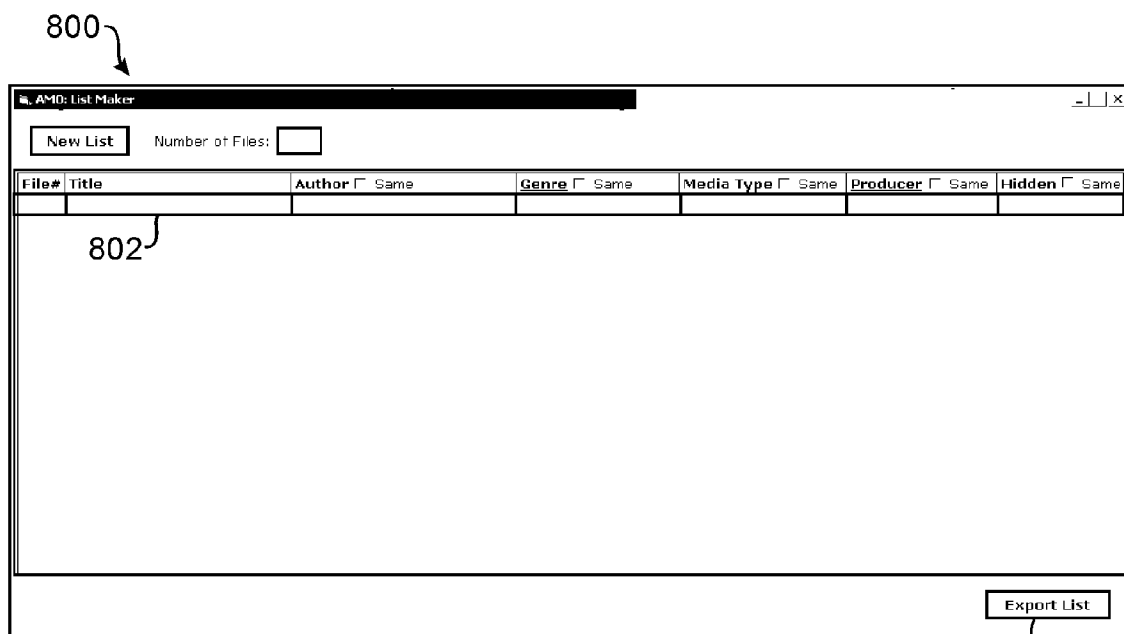 800
AMO: List Maker
New List Number of Files:
File# Title Author Same Genre Same Media Type Same Producer Same Hidden Same
802
Export List